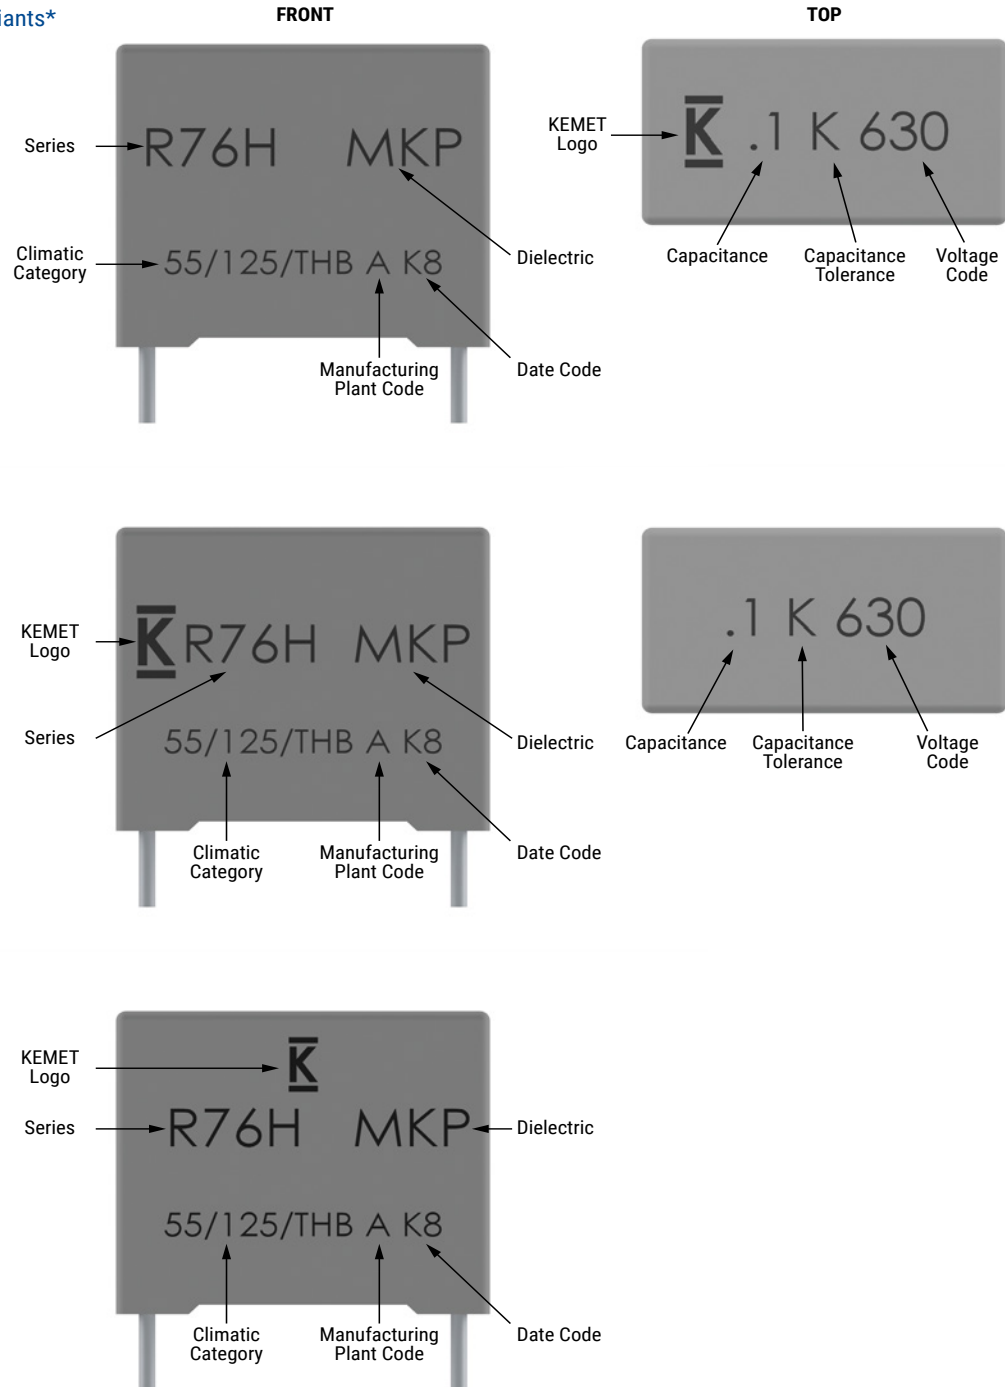 iants*
FRONT
TOP
R76H MKP
Series
Climatic
Category
55/125/THB A K8
Dielectric
Manufacturing
Plant Code
Date Code
KEMET
Logo
K .1 K 630
Capacitance
Capacitance
Tolerance
Voltage
Code
KEMET
Logo
K R76H MKP
Series
55/125/THB A K8
Dielectric
Climatic
Category
Manufacturing
Plant Code
Date Code
.1 K 630
Capacitance
Capacitance
Tolerance
Voltage
Code
KEMET
Logo
K
Series
R76H MKP
Dielectric
55/125/THB A K8
Climatic
Category
Manufacturing
Plant Code
Date Code